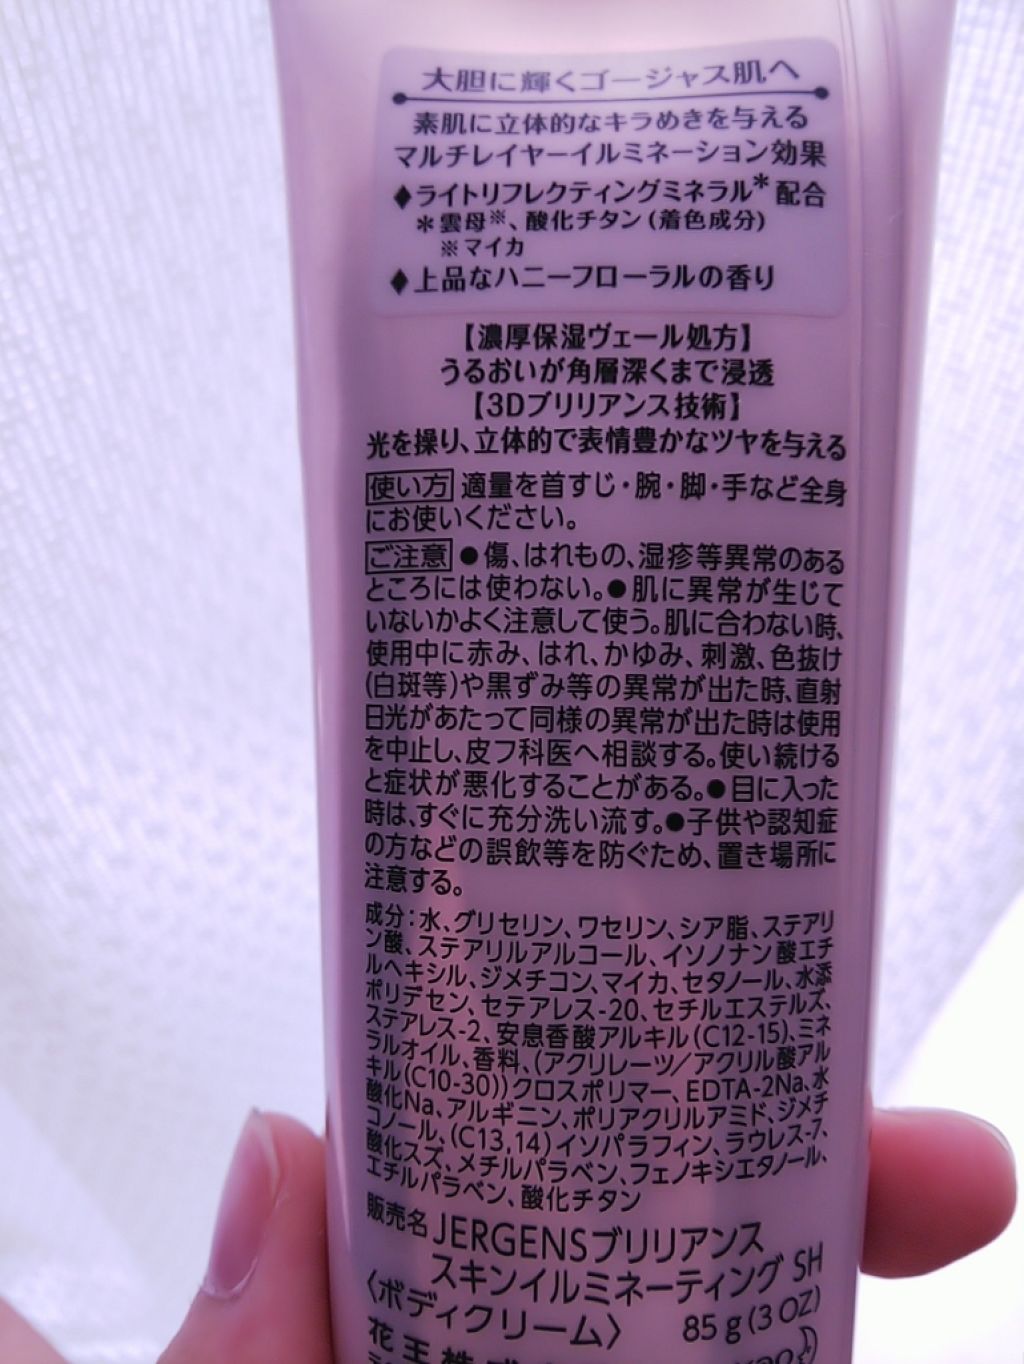 大胆に輝くゴージャス肌へ
素肌に立体的なキラめきを与える
マルチレイヤーイルミネーション効果
♦ライトリフレクティングミネラル＊配合
＊雲母※、酸化チタン(着色成分)
※マイカ
♦上品なハニーフローラルの香り
【濃厚保湿ヴェール処方】
うるおいが角層深くまで浸透
【3Dブリリアンス技術】
光を操り、立体的で表情豊かなツヤを与える
使い方 適量を首すじ・腕・脚・手など全身
にお使いください。
ご注意 ●傷、はれもの、湿疹等異常のある
ところには使わない。●肌に異常が生じて
いないかよく注意して使う。肌に合わない時、
使用中に赤み、はれ、かゆみ、刺激、色抜け
(白斑等)や黒ずみ等の異常が出た時、直射
日光があたって同様の異常が出た時は使用
を中止し、皮フ科医へ相談する。使い続ける
と症状が悪化することがある。●目に入った
時は、すぐに充分洗い流す。●子供や認知症
の方などの誤飲等を防ぐため、置き場所に
注意する。
成分：水、グリセリン、ワセリン、シア脂、ステアリ
ン酸、ステアリルアルコール、イソノナン酸エチ
ルヘキシル、ジメチコン、マイカ、セタノール、水添
ポリデセン、セテアレス-20、セチルエステルズ、
ステアレス-2、安息香酸アルキル(C12-15)、ミネ
ラルオイル、香料、(アクリレーツ/アクリル酸アル
キル(C10-30))クロスポリマー、EDTA-2Na、水
酸化Na、アルギニン、ポリアクリルアミド、ジメチ
コノール、(C13,14)イソパラフィン、ラウレス-7、
酸化スズ、メチルパラベン、フェノキシエタノール、
エチルパラベン、酸化チタン
販売名 JERGENSブリリアンス
スキンイルミネーティング SH
〈ボディクリーム〉 85g(3 OZ)
花王株式